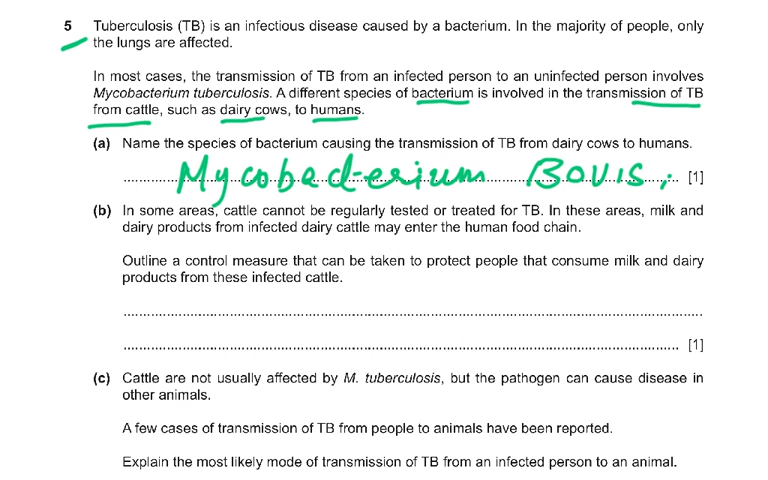 5 Tuberculosis (TB) is an infectious disease caused by a bacterium. In the majority of people, only
the lungs are affected.
In most cases, the transmission of TB from an infected person to an uninfected person involves
Mycobacterium tuberculosis. A different species of bacterium is involved in the transmission of TB
from cattle, such as dairy cows, to humans.
(a) Name the species of bacterium causing the transmission of TB from dairy cows to humans.
Mycobacterium BOVIS; [1]
(b) In some areas, cattle cannot be regularly tested or treated for TB. In these areas, milk and
dairy products from infected dairy cattle may enter the human food chain.
Outline a control measure that can be taken to protect people that consume milk and dairy
products from these infected cattle.
[1]
(c) Cattle are not usually affected by M. tuberculosis, but the pathogen can cause disease in
other animals.
A few cases of transmission of TB from people to animals have been reported.
Explain the most likely mode of transmission of TB from an infected person to an animal.